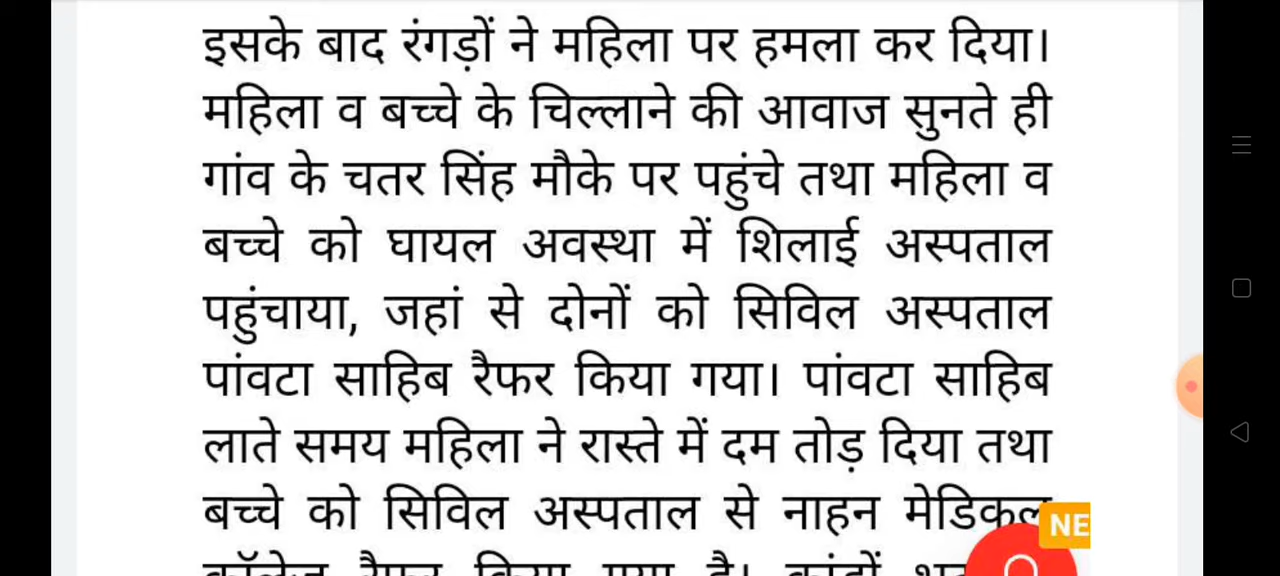 इसके बाद रंगड़ों ने महिला पर हमला कर दिया।
महिला व बच्चे के चिल्लाने की आवाज सुनते ही
गांव के चतर सिंह मौके पर पहुंचे तथा महिला व
बच्चे को घायल अवस्था में शिलाई अस्पताल
पहुंचाया, जहां से दोनों को सिविल अस्पताल
पांवटा साहिब रैफर किया गया। पांवटा साहिब
लाते समय महिला ने रास्ते में दम तोड़ दिया तथा
बच्चे को सिविल अस्पताल से नाहन मेडिकल
NE
कॉलेज रैफर किया गया है। कांडों